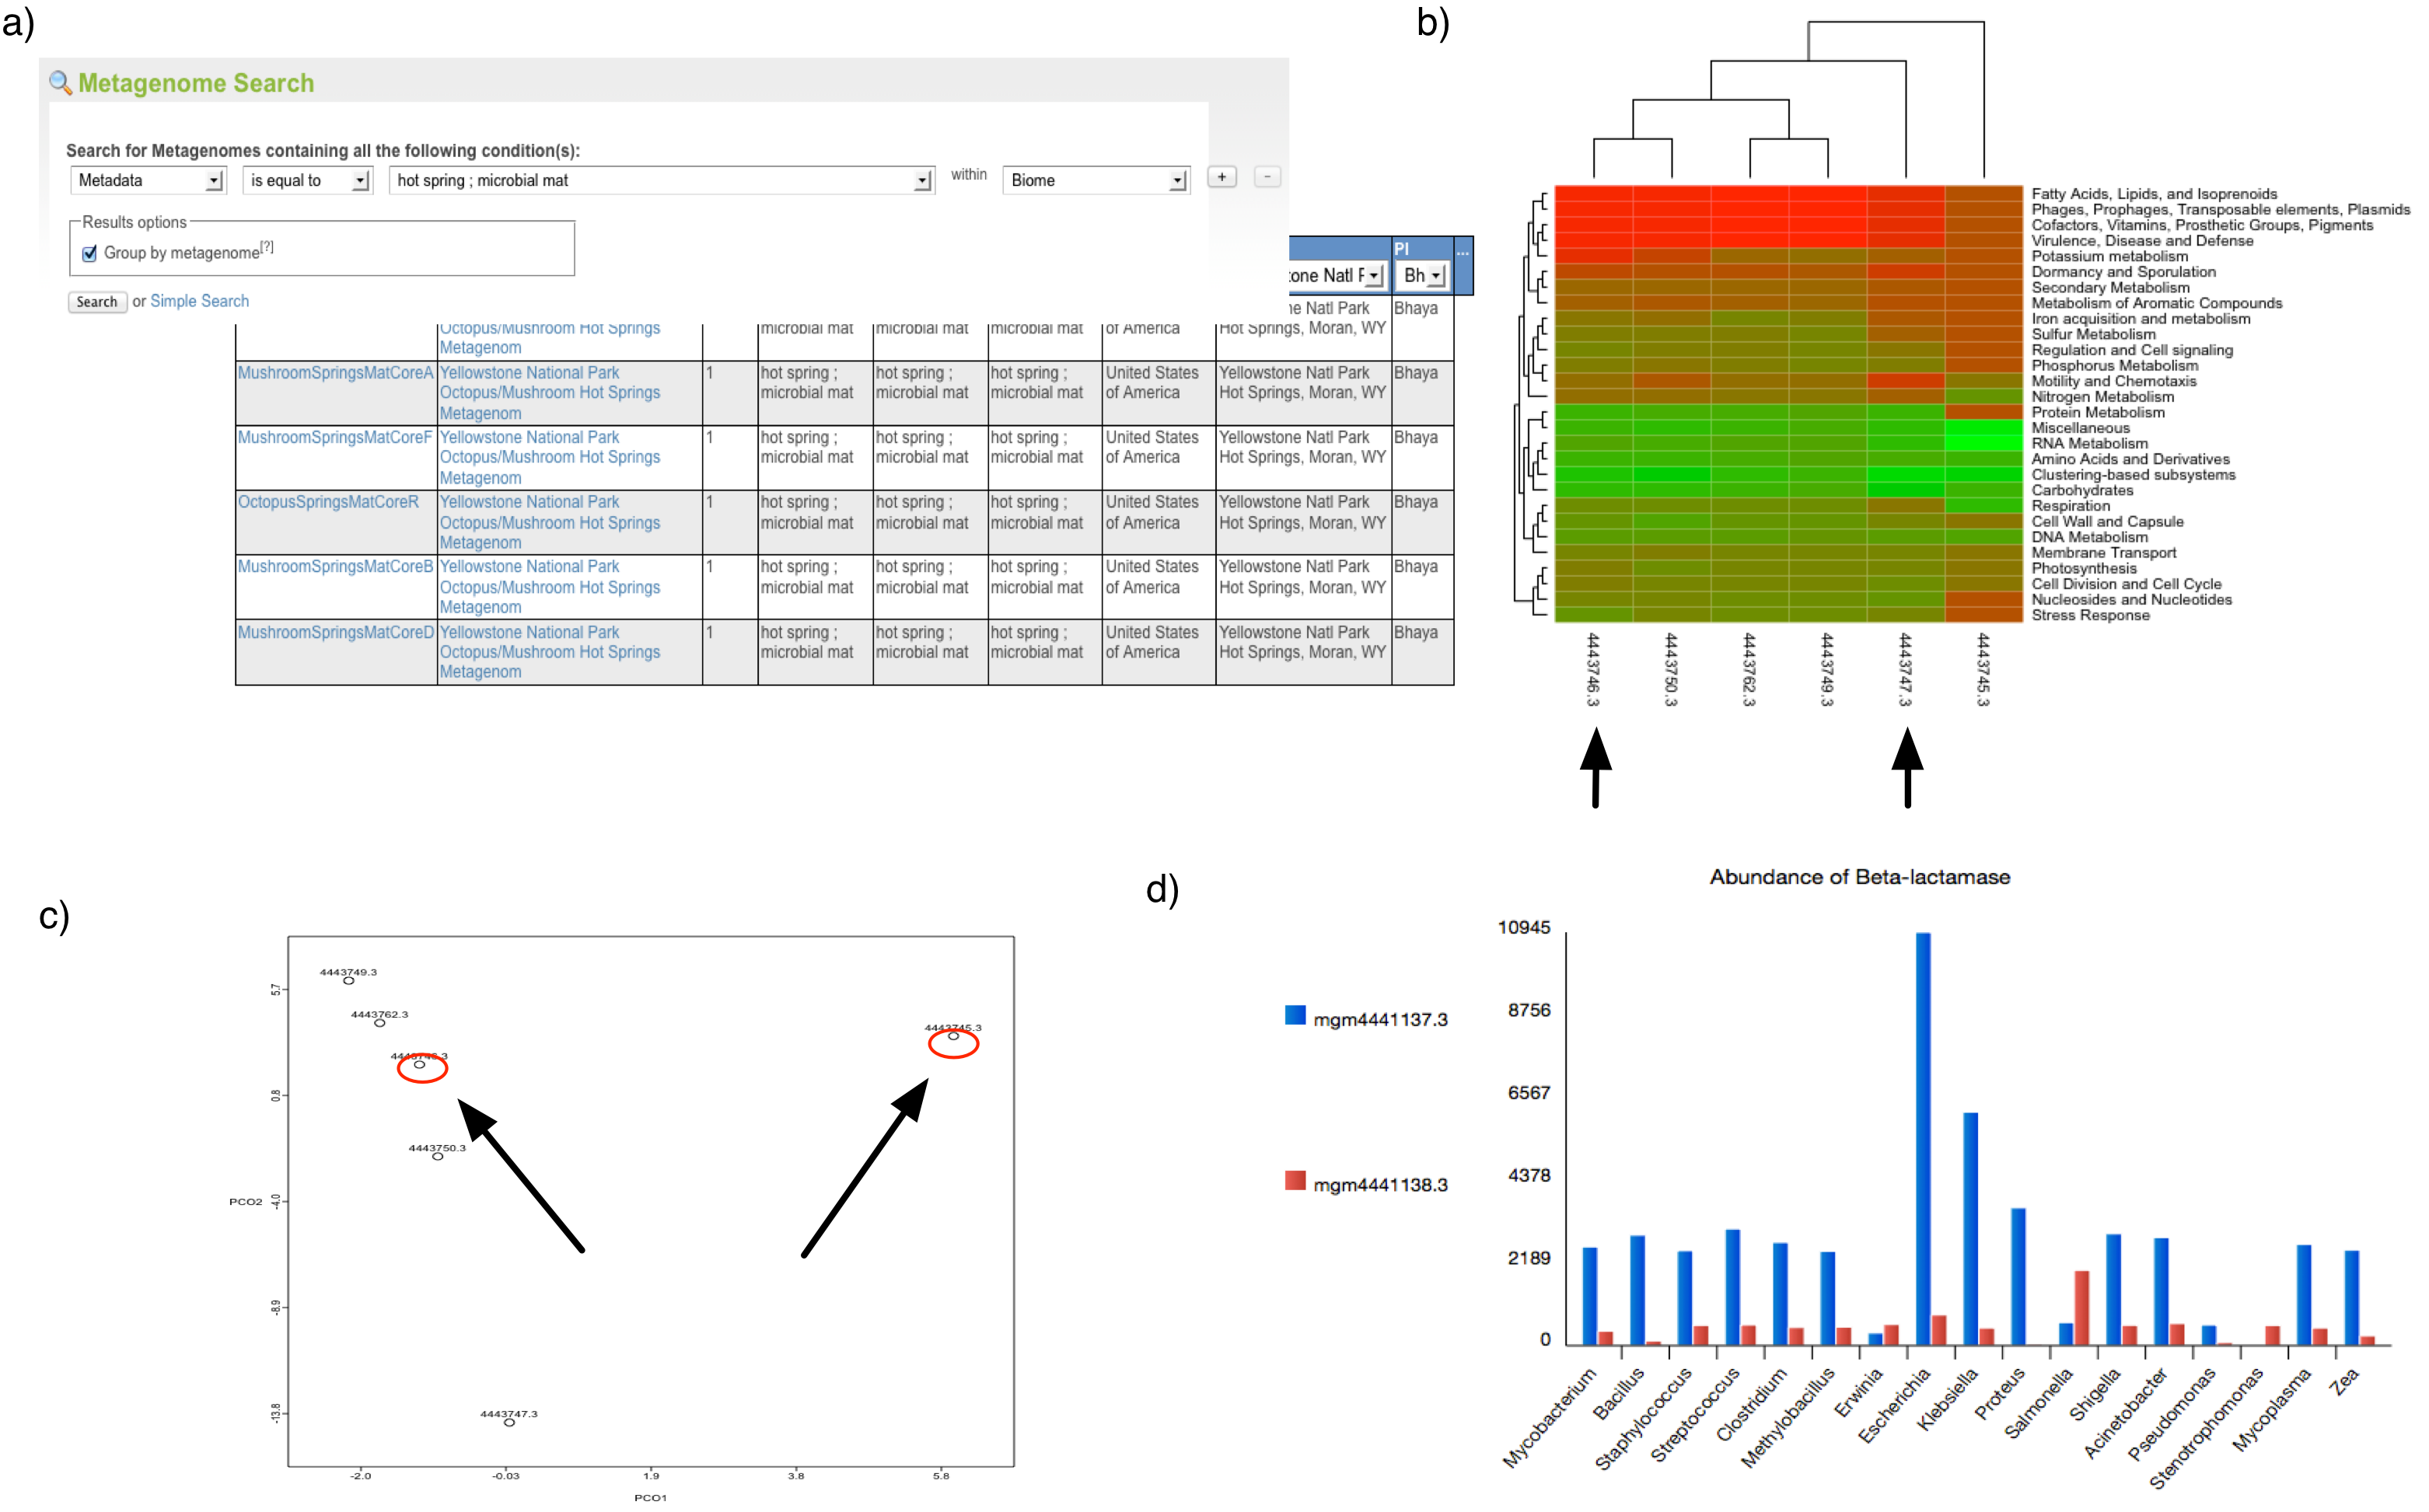 a)
Metagenome Search
Search for Metagenomes containing all the following condition(s):
Metadata is equal to hot spring ; microbial mat within Biome + -
Results options
Group by metagenome[?]
Search or Simple Search
PI ...
tone Natl Bh
ne Natl Park Bhaya
Octopus/Mushroom Hot Springs microbial mat microbial mat microbial mat of America Hot Springs, Moran, WY
Metagenom
MushroomSpringsMatCoreA Yellowstone National Park 1 hot spring ; hot spring ; hot spring ; United States Yellowstone Natl Park Bhaya
Octopus/Mushroom Hot Springs microbial mat microbial mat microbial mat of America Hot Springs, Moran, WY
Metagenom
MushroomSpringsMatCoreF Yellowstone National Park 1 hot spring ; hot spring ; hot spring ; United States Yellowstone Natl Park Bhaya
Octopus/Mushroom Hot Springs microbial mat microbial mat microbial mat of America Hot Springs, Moran, WY
Metagenom
OctopusSpringsMatCoreR Yellowstone National Park 1 hot spring ; hot spring ; hot spring ; United States Yellowstone Natl Park Bhaya
Octopus/Mushroom Hot Springs microbial mat microbial mat microbial mat of America Hot Springs, Moran, WY
Metagenom
MushroomSpringsMatCoreB Yellowstone National Park 1 hot spring ; hot spring ; hot spring ; United States Yellowstone Natl Park Bhaya
Octopus/Mushroom Hot Springs microbial mat microbial mat microbial mat of America Hot Springs, Moran, WY
Metagenom
MushroomSpringsMatCoreD Yellowstone National Park 1 hot spring ; hot spring ; hot spring ; United States Yellowstone Natl Park Bhaya
Octopus/Mushroom Hot Springs microbial mat microbial mat microbial mat of America Hot Springs, Moran, WY
Metagenom
b)
Fatty Acids, Lipids, and Isoprenoids
Phages, Prophages, Transposable elements, Plasmids
Cofactors, Vitamins, Prosthetic Groups, Pigments
Virulence, Disease and Defense
Potassium metabolism
Dormancy and Sporulation
Secondary Metabolism
Metabolism of Aromatic Compounds
Iron acquisition and metabolism
Sulfur Metabolism
Regulation and Cell signaling
Phosphorus Metabolism
Motility and Chemotaxis
Nitrogen Metabolism
Protein Metabolism
Miscellaneous
RNA Metabolism
Amino Acids and Derivatives
Clustering-based subsystems
Carbohydrates
Respiration
Cell Wall and Capsule
DNA Metabolism
Membrane Transport
Photosynthesis
Cell Division and Cell Cycle
Nucleosides and Nucleotides
Stress Response
4443746.3
4443750.3
4443762.3
4443749.3
4443747.3
4443745.3
c)
4443749.3
4443762.3
4443745.3
4443750.3
4443747.3
5.7
0.8
-4.0
-8.9
-13.8
PCO2
-2.0 -0.03 1.9 3.8 5.8
PCO1
d)
Abundance of Beta-lactamase
mgm4441137.3
mgm4441138.3
10945
8756
6567
4378
2189
0
Mycobacterium
Bacillus
Staphylococcus
Streptococcus
Clostridium
Methylobacillus
Erwinia
Escherichia
Klebsiella
Proteus
Salmonella
Shigella
Acinetobacter
Pseudomonas
Stenotrophomonas
Mycoplasma
Zea